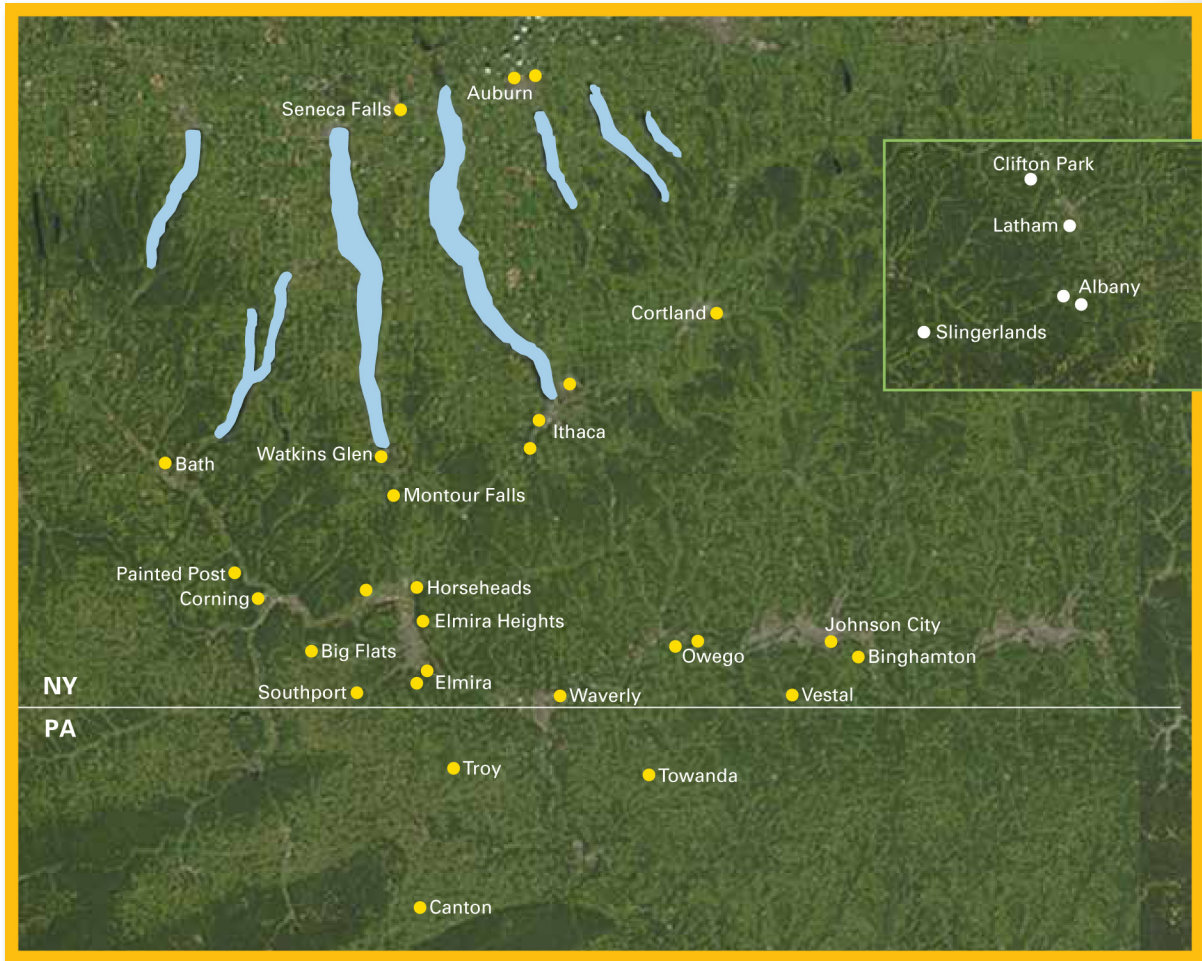 Auburn
Seneca Falls
Clifton Park
Latham
Albany
Slingerlands
Cortland
Ithaca
Watkins Glen
Bath
Montour Falls
Painted Post
Corning
Horseheads
Elmira Heights
Big Flats
Johnson City
Owego
Binghamton
Elmira
NY
Southport
Waverly
Vestal
PA
Troy
Towanda
Canton